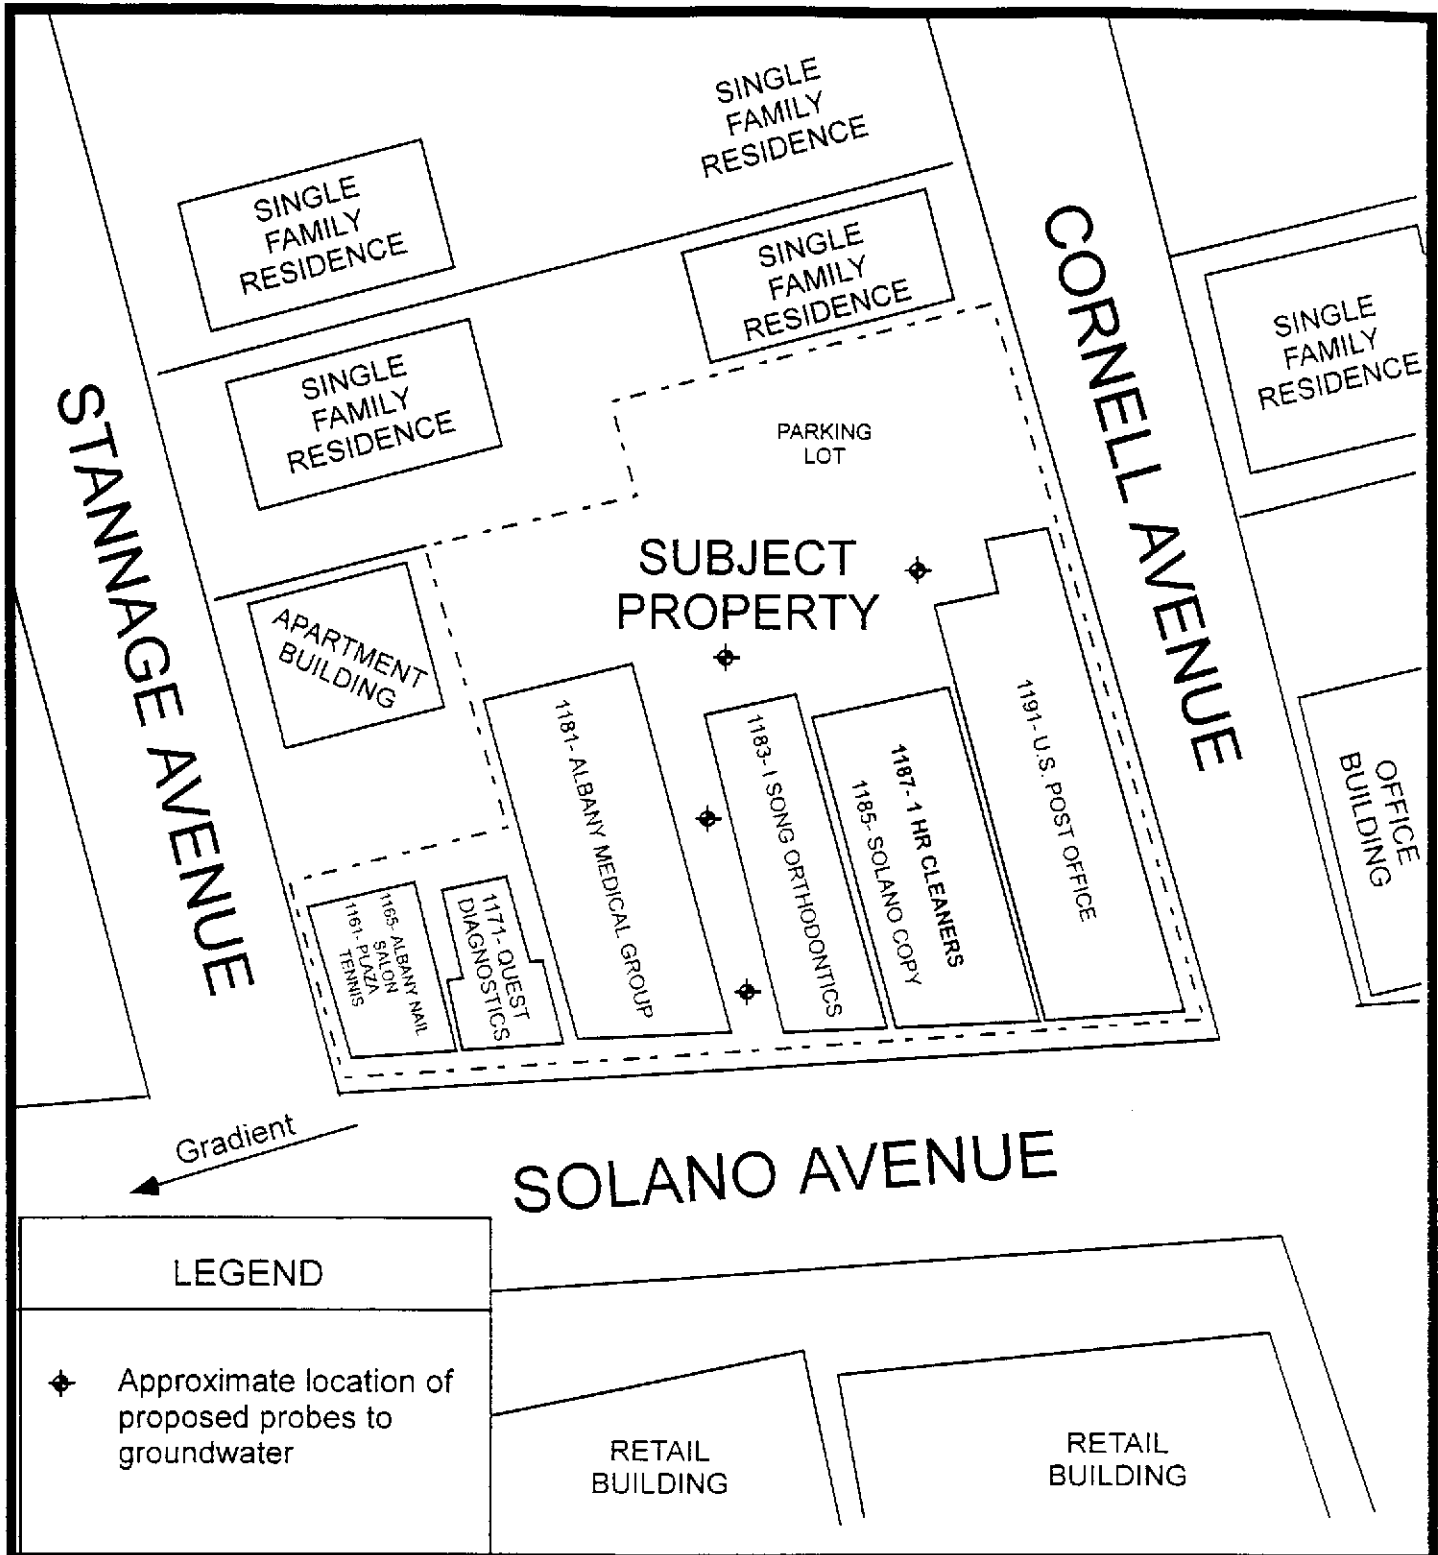 SINGLE
FAMILY
RESIDENCE
SINGLE
FAMILY
RESIDENCE
SINGLE
FAMILY
RESIDENCE
SINGLE
FAMILY
RESIDENCE
SINGLE
FAMILY
RESIDENCE
CORNELL AVENUE
STANNAGE AVENUE
PARKING
LOT
SUBJECT
PROPERTY
APARTMENT
BUILDING
1181- ALBANY MEDICAL GROUP
1183- I SONG ORTHODONTICS
1187- 1 HR CLEANERS
1185- SOLANO COPY
1191- U.S. POST OFFICE
OFFICE
BUILDING
1165- ALBANY NAIL
SALON
1161- PLAZA
TENNIS
1171- QUEST
DIAGNOSTICS
Gradient
SOLANO AVENUE
LEGEND
Approximate location of
proposed probes to
groundwater
RETAIL
BUILDING
RETAIL
BUILDING